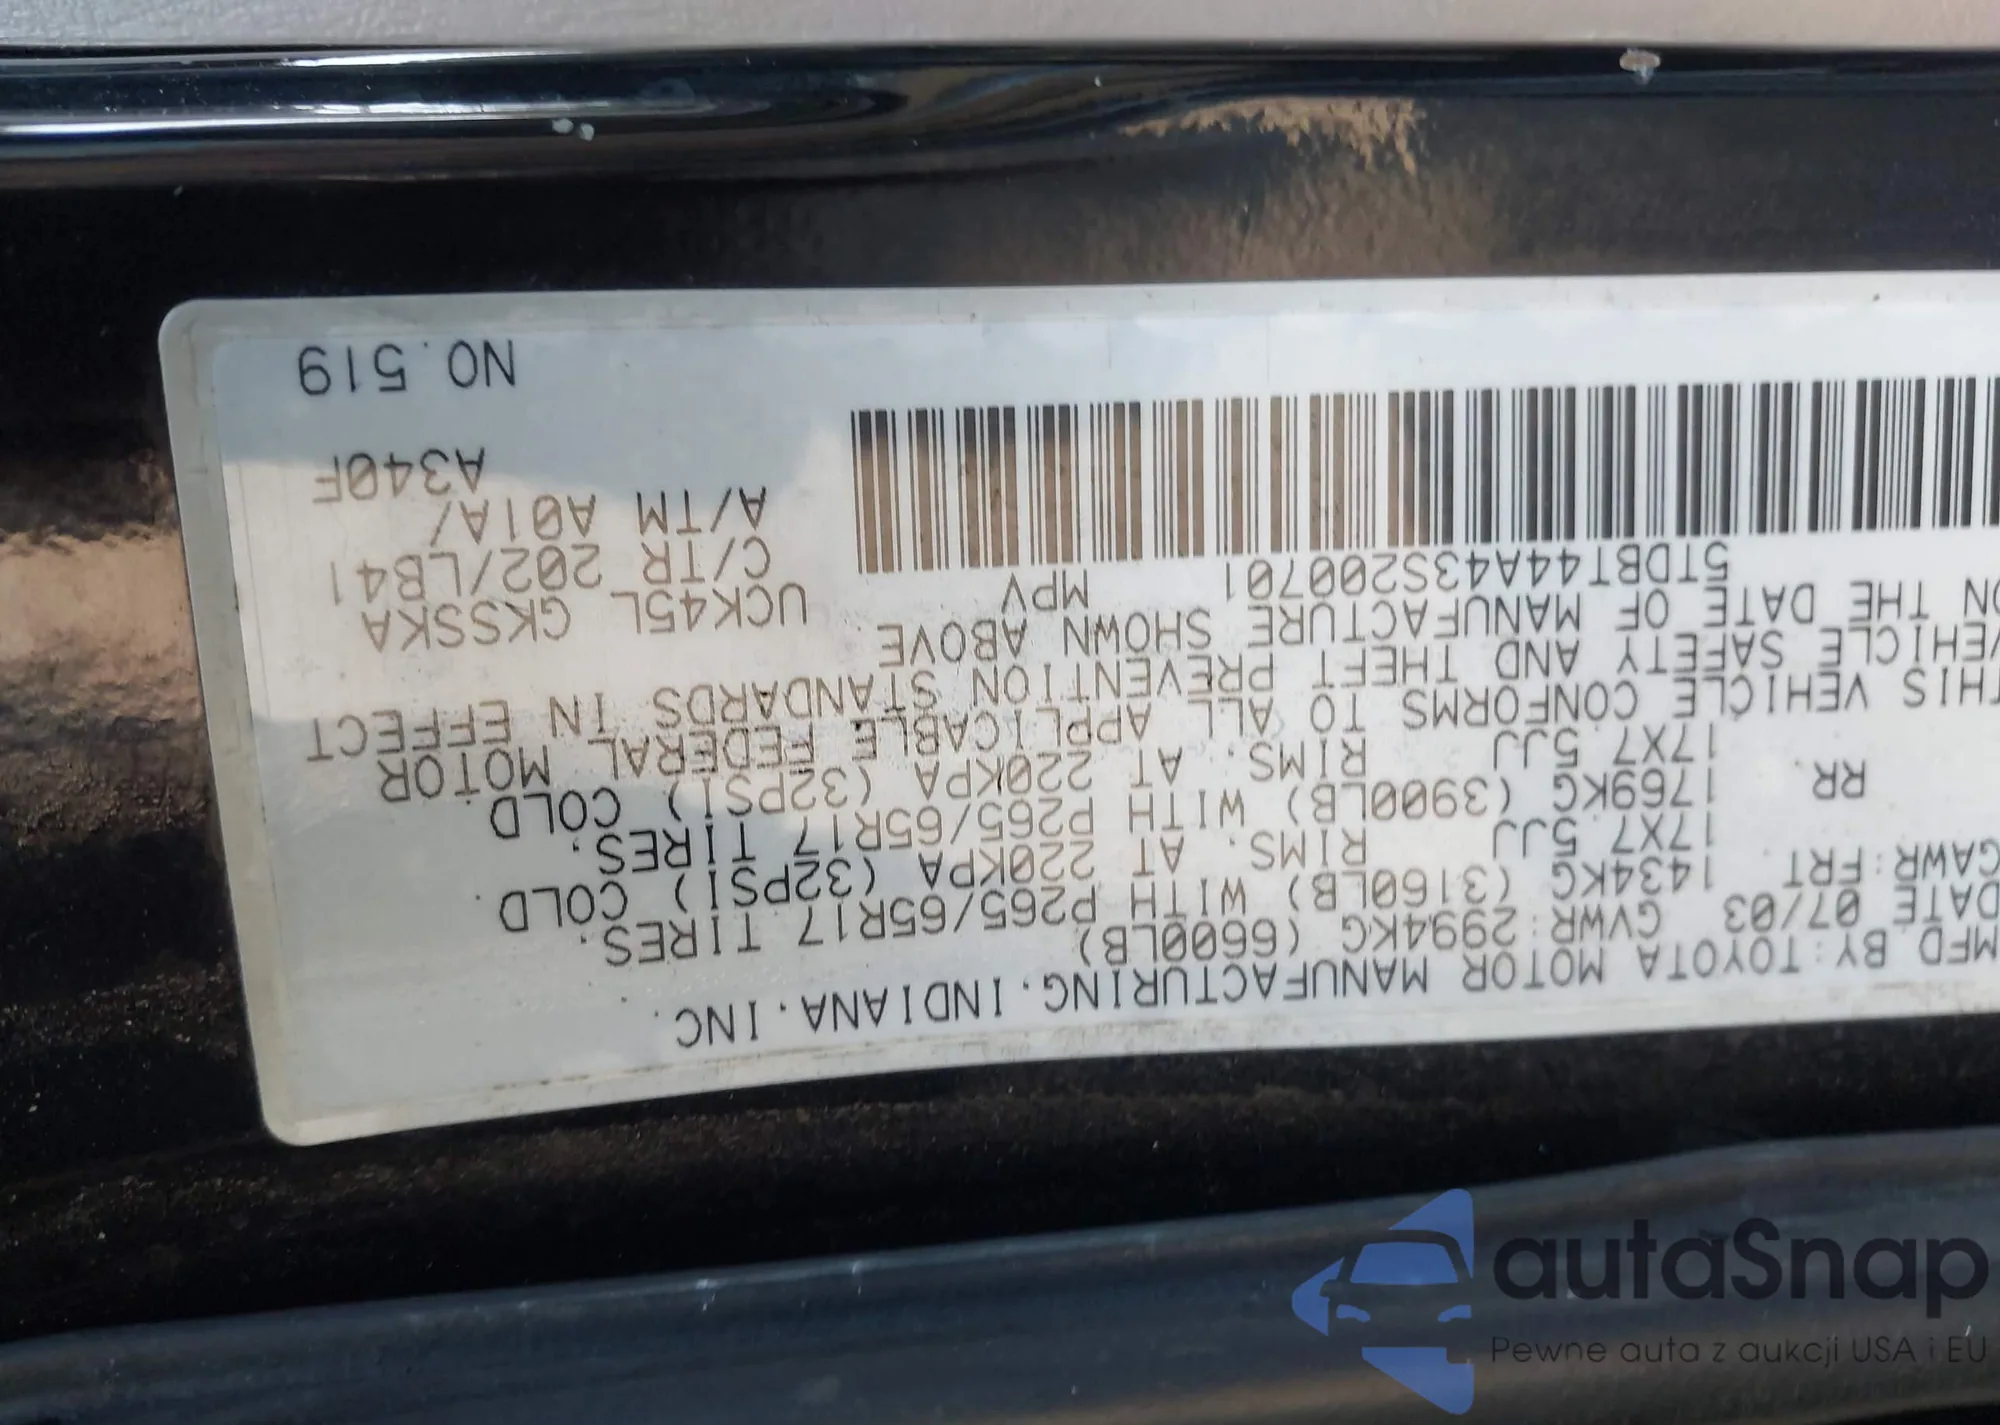 MFD BY:TOYOTA MOTOR MANUFACTURING.INDIANA.INC.
DATE 07/03 GVWR:2994KG (6600LB)
GAWR:FRT 1434KG (3160LB) WITH P265/65R17 TIRES.
17X7.5JJ RIMS. AT 220KPA (32PSI) COLD.
RR. 1769KG (3900LB) WITH P265/65R17 TIRES.
17X7.5JJ RIMS. AT 220KPA (32PSI) COLD.
THIS VEHICLE CONFORMS TO ALL APPLICABLE FEDERAL MOTOR
VEHICLE SAFETY AND THEFT PREVENTION STANDARDS IN EFFECT
ON THE DATE OF MANUFACTURE SHOWN ABOVE.
5TDBT44A43S200701 MPV
UCK45L GKSSKA
C/TR 202/LB41
A/TM A01A/
A340F
NO.519
autaSnap
Pewne auta z aukcji USA i EU